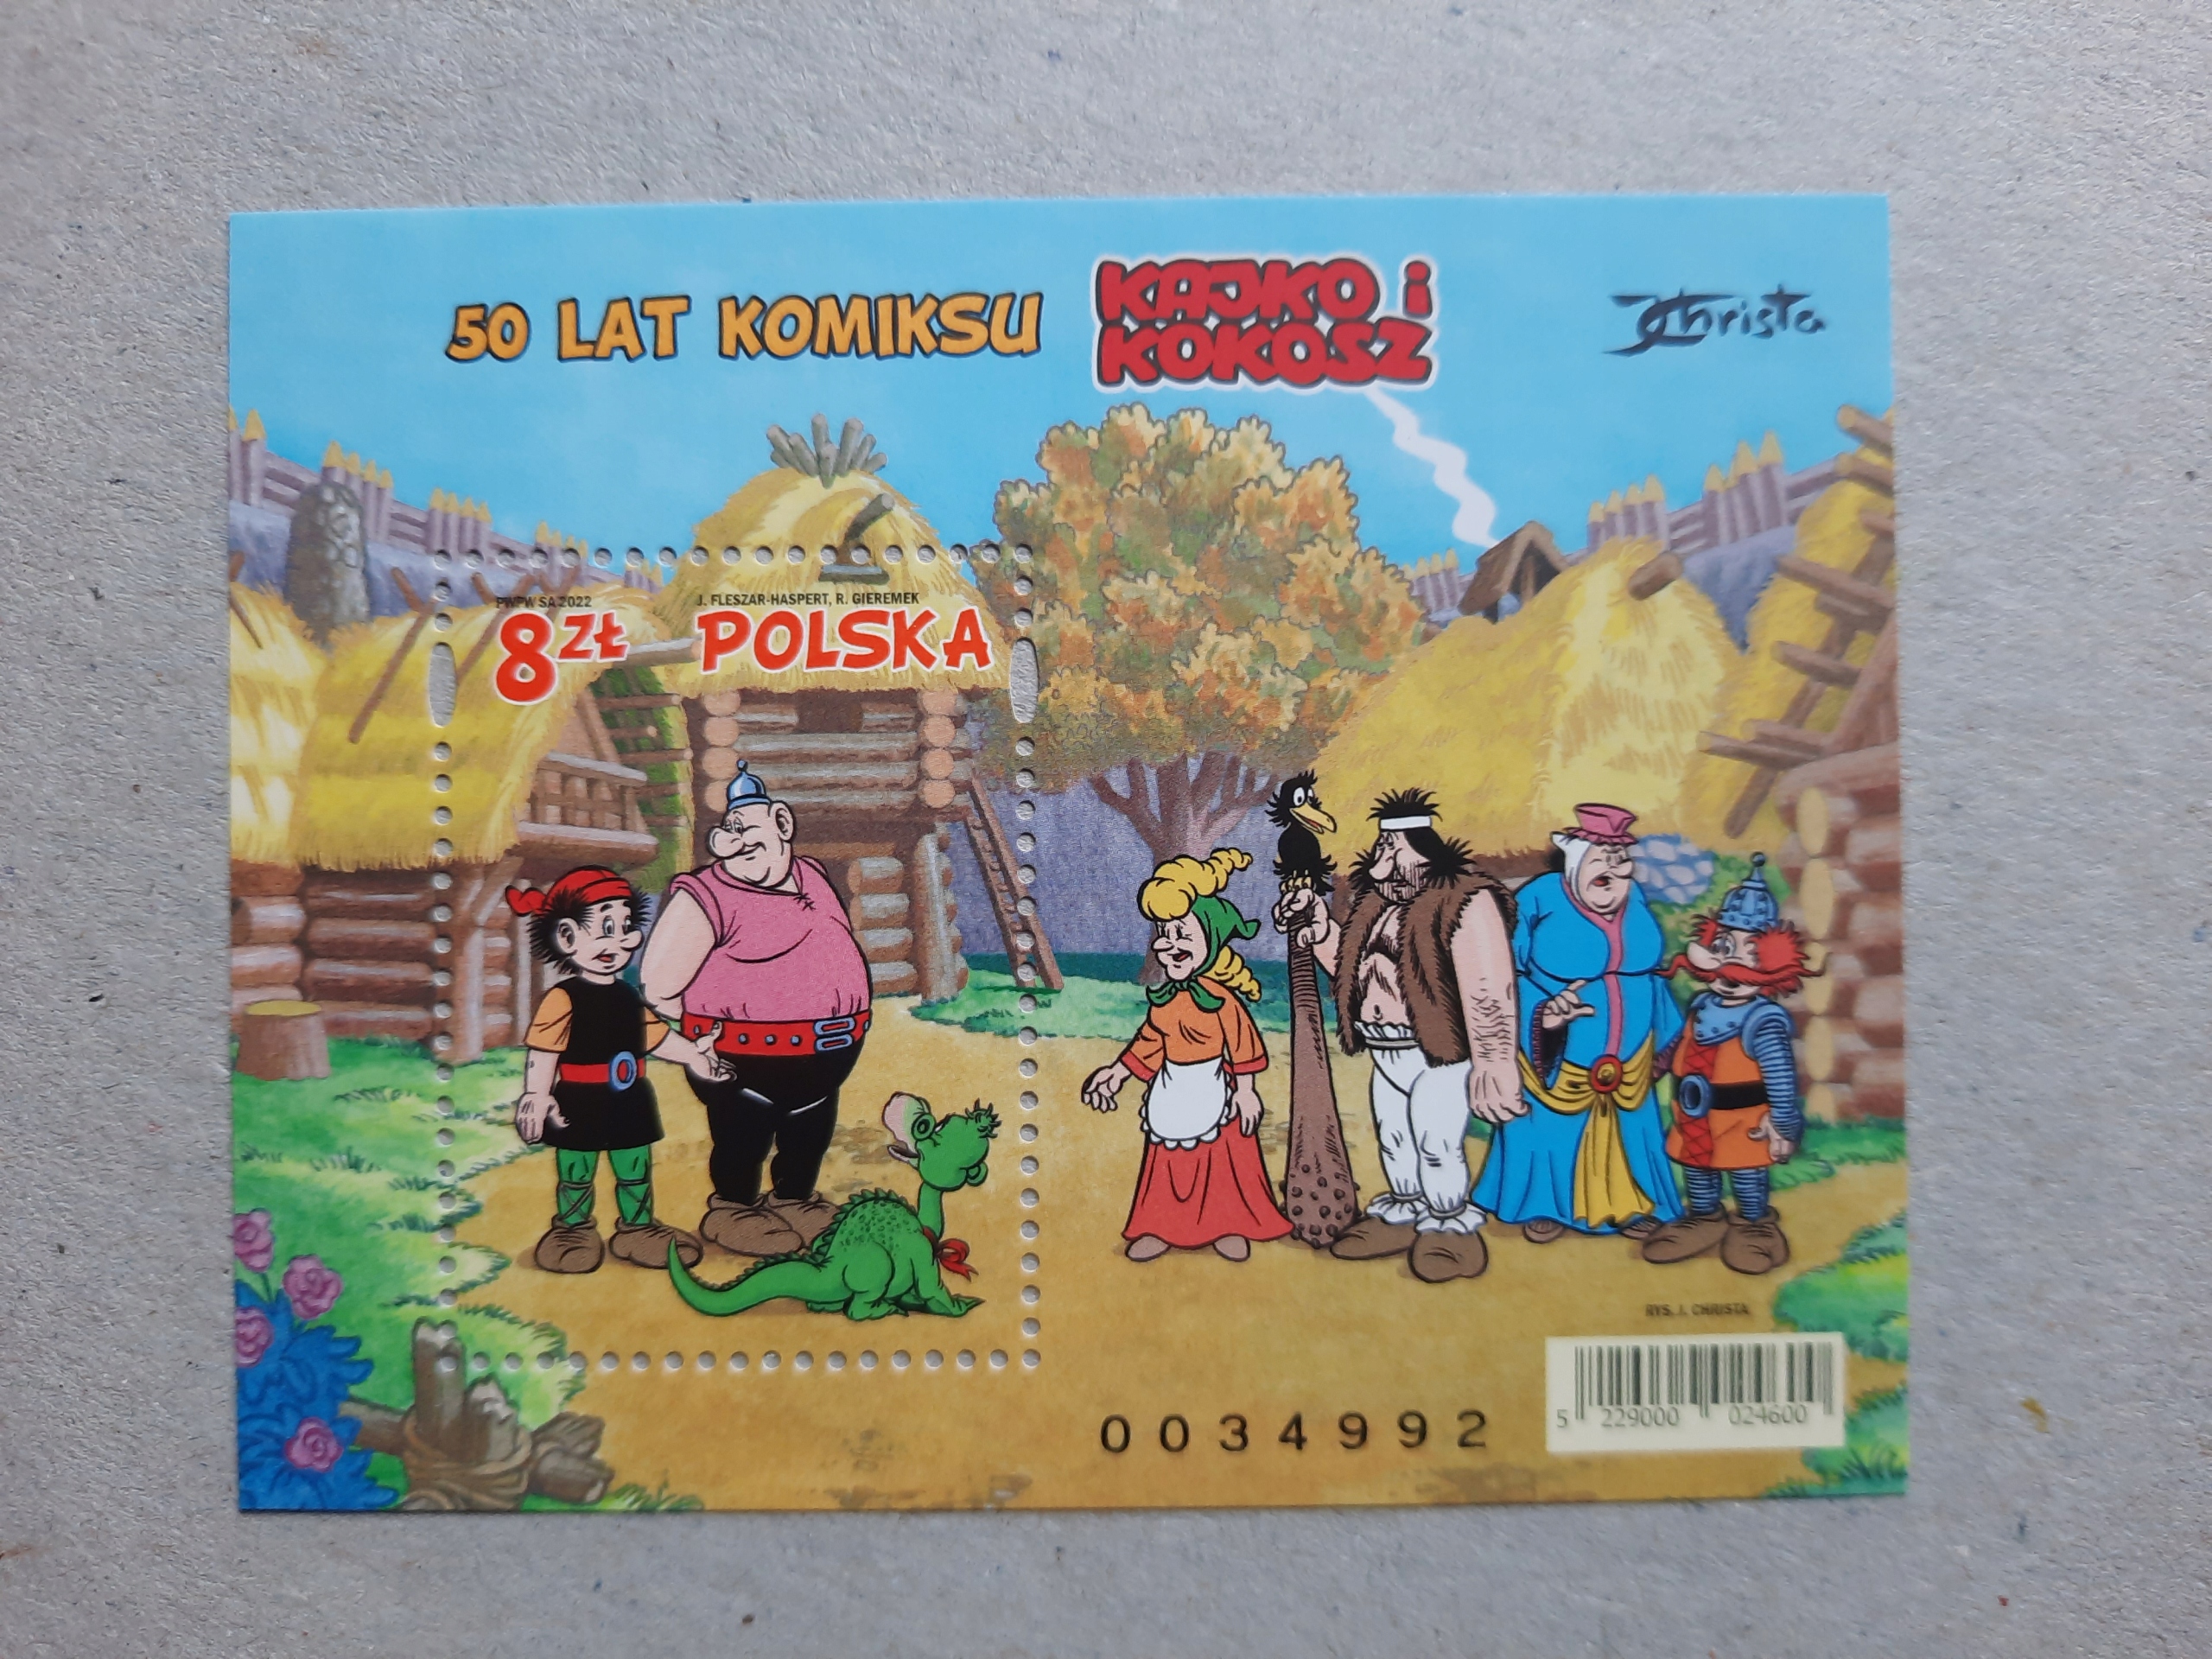 50 LAT KOMIKSU
KAJKO i
KOKOSZ
JChrista
PWPW SA 2022
J. FLESZAR-HASPERT, R. GIEREMEK
8 ZŁ POLSKA
RYS. J. CHRISTA
0034992
5 229000 024600